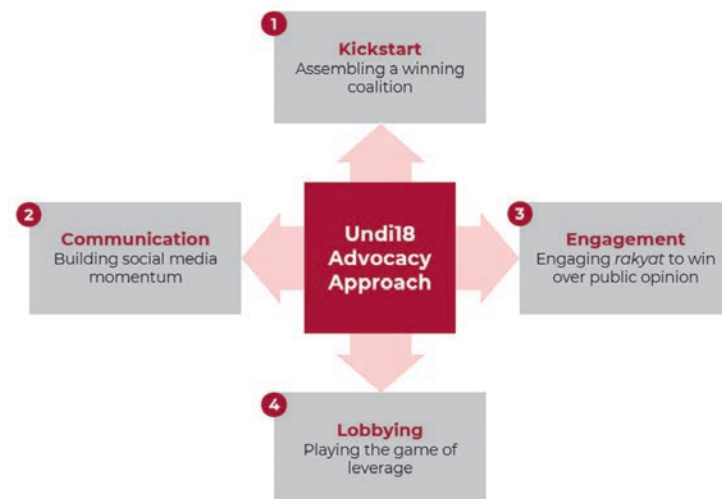 1
Kickstart
Assembling a winning
coalition
2
Communication
Building social media
momentum
Undi18
Advocacy
Approach
3
Engagement
Engaging rakyat to win
over public opinion
4
Lobbying
Playing the game of
leverage